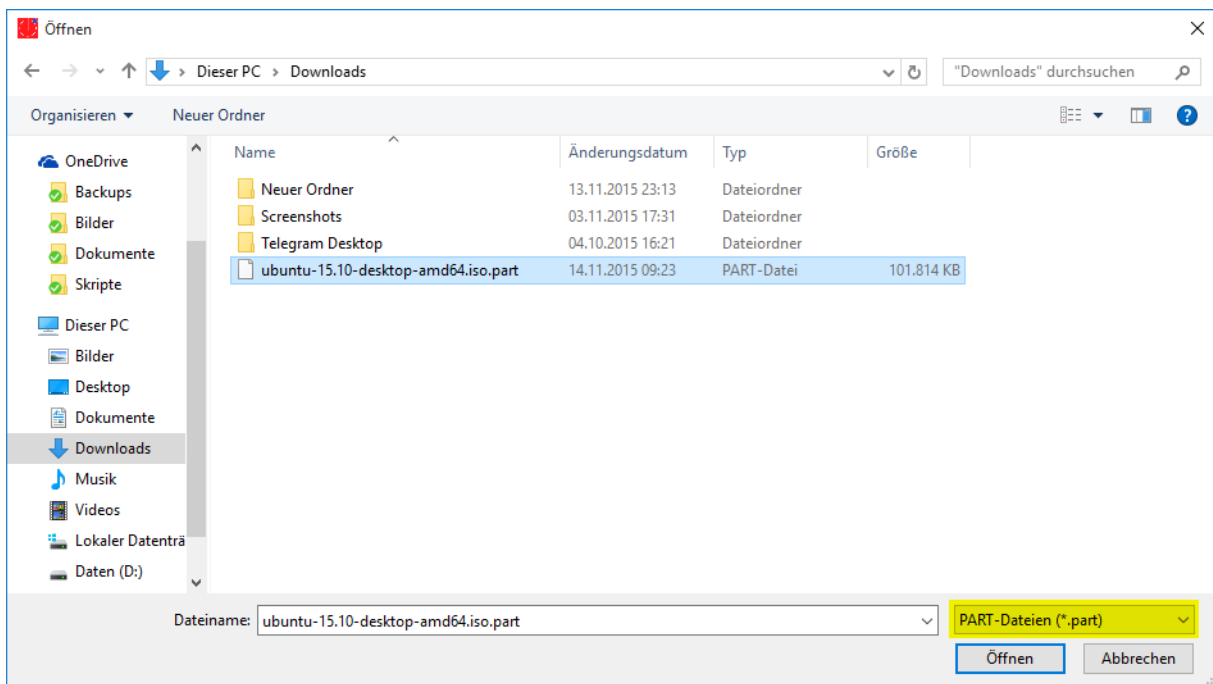 Öffnen
Dieser PC > Downloads
"Downloads" durchsuchen
Organisieren
Neuer Ordner
OneDrive
Backups
Bilder
Dokumente
Skripte
Dieser PC
Bilder
Desktop
Dokumente
Downloads
Musik
Videos
Lokaler Datenträ
Daten (D:)
Name Änderungsdatum Typ Größe
Neuer Ordner 13.11.2015 23:13 Dateiordner
Screenshots 03.11.2015 17:31 Dateiordner
Telegram Desktop 04.10.2015 16:21 Dateiordner
ubuntu-15.10-desktop-amd64.iso.part 14.11.2015 09:23 PART-Datei 101.814 KB
Dateiname: ubuntu-15.10-desktop-amd64.iso.part PART-Dateien (*.part)
Öffnen Abbrechen